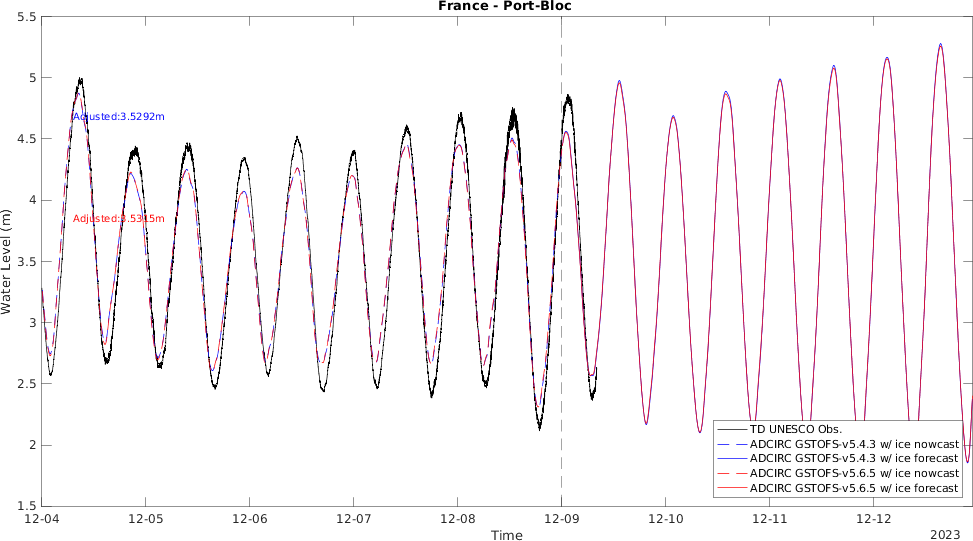 France - Port-Bloc
5.5
5
4.5
4
3.5
3
2.5
2
1.5
Water Level (m)
Adjusted:3.5292m
Adjusted:3.5315m
TD UNESCO Obs.
ADCIRC GSTOFS-v5.4.3 w/ ice nowcast
ADCIRC GSTOFS-v5.4.3 w/ ice forecast
ADCIRC GSTOFS-v5.6.5 w/ ice nowcast
ADCIRC GSTOFS-v5.6.5 w/ ice forecast
12-04
12-05
12-06
12-07
12-08
12-09
12-10
12-11
12-12
Time
2023